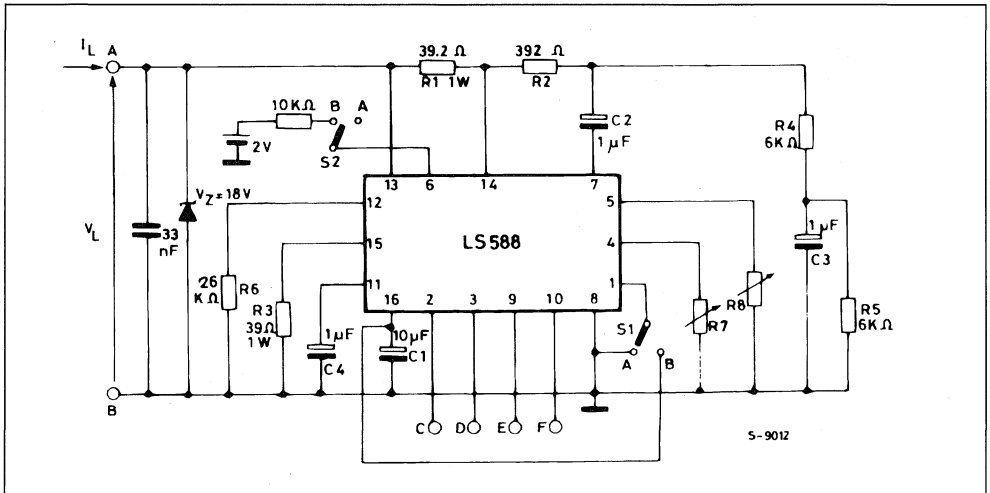 I_L A
39.2 Ω
R1 1W
392 Ω
R2
10KΩ
B A
S2
2V
C2
1μF
R4
6KΩ
13 6 14 7
V_Z = 18V
12
5
V_L
33
nF
15
LS588
4
1μF
C3
11
1
26
KΩ
R6
R3
39Ω
1W
16 2 3 9 10 8
S1
R7
R8
R5
6KΩ
1μF
C4
10μF
C1
A B
B
C D E F
S-9012